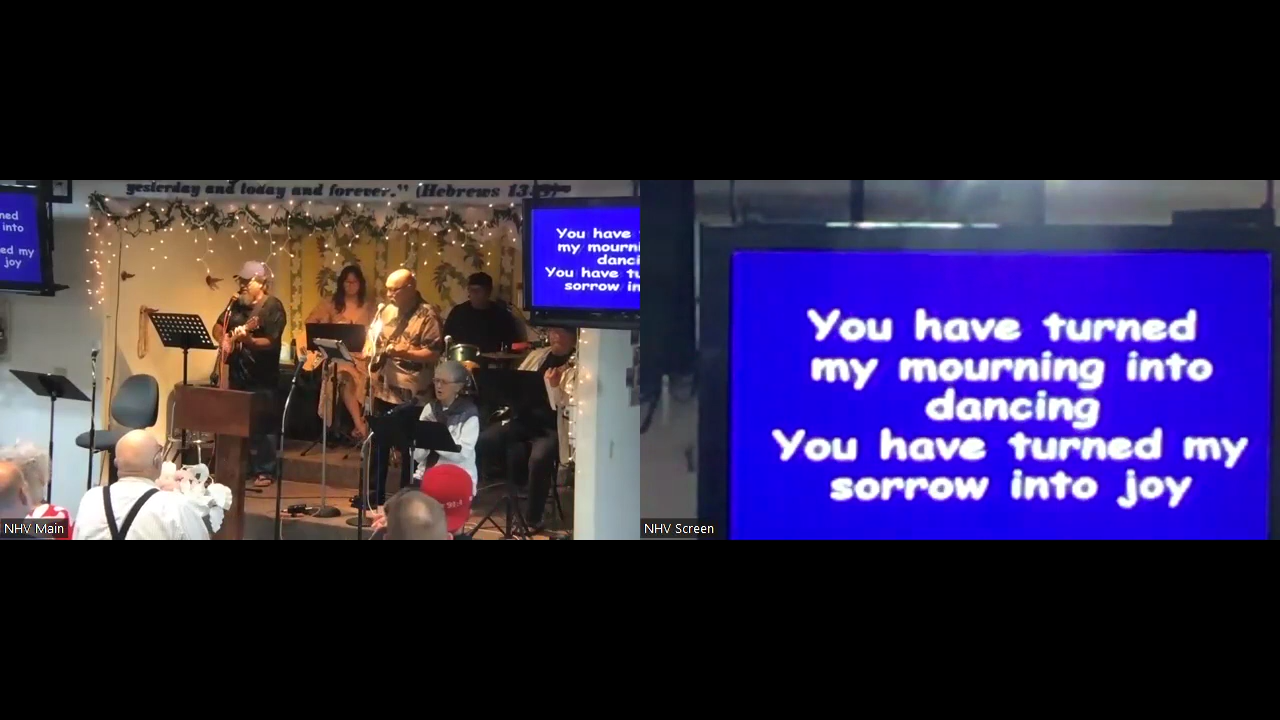 yesterday and today and forever." (Hebrews 13:
ned
into
ed my
joy
You have
my mourni
danci
You have tu
sorrow in
NHV Main
You have turned
my mourning into
dancing
You have turned my
sorrow into joy
NHV Screen